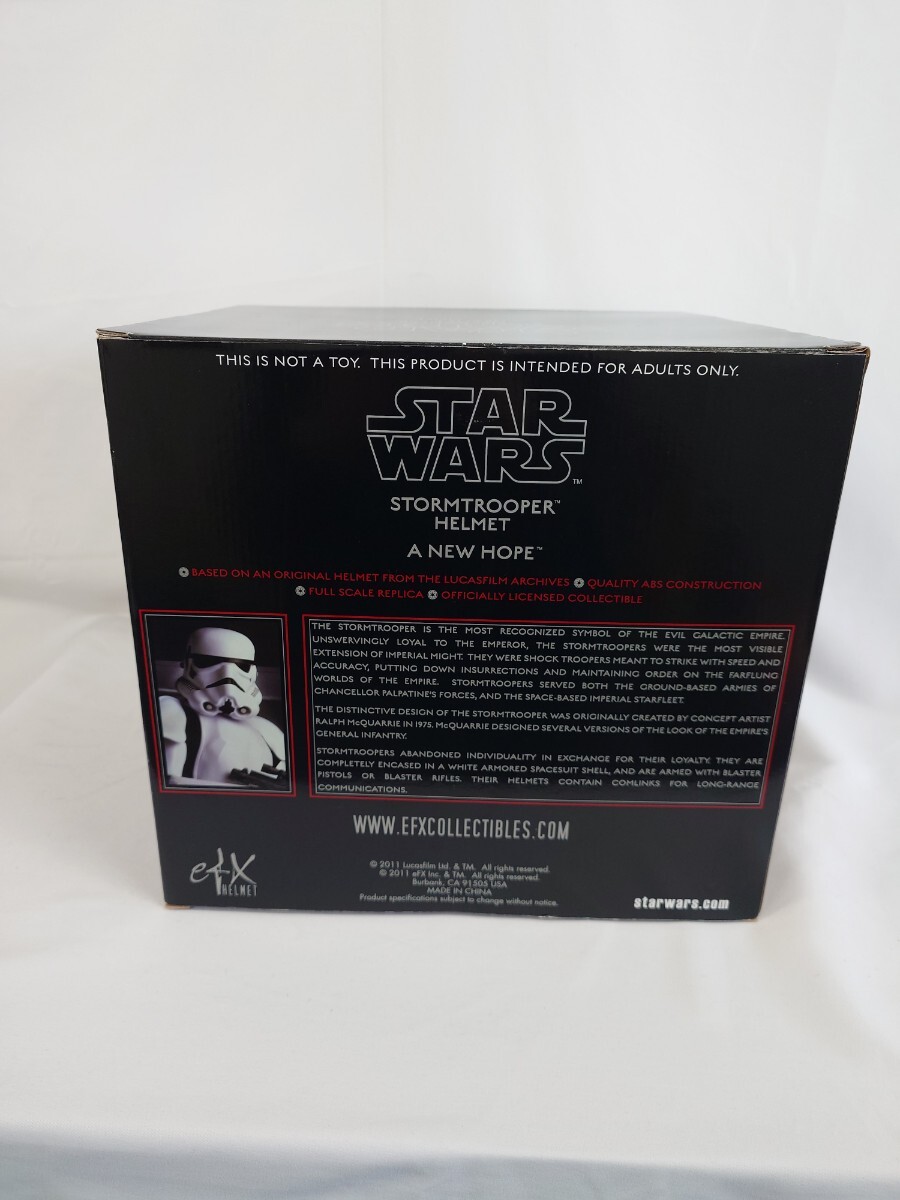 THIS IS NOT A TOY. THIS PRODUCT IS INTENDED FOR ADULTS ONLY.
STAR
WARS™
STORMTROOPER™
HELMET
A NEW HOPE™
BASED ON AN ORIGINAL HELMET FROM THE LUCASFILM ARCHIVES QUALITY ABS CONSTRUCTION
FULL SCALE REPLICA OFFICIALLY LICENSED COLLECTIBLE
THE STORMTROOPER IS THE MOST RECOGNIZED SYMBOL OF THE EVIL GALACTIC EMPIRE.
UNSWERVINGLY LOYAL TO THE EMPEROR, THE STORMTROOPERS WERE THE MOST VISIBLE
EXTENSION OF IMPERIAL MIGHT. THEY WERE SHOCK TROOPERS MEANT TO STRIKE WITH SPEED AND
ACCURACY, PUTTING DOWN INSURRECTIONS AND MAINTAINING ORDER ON THE FARFLUNG
WORLDS OF THE EMPIRE. STORMTROOPERS SERVED BOTH THE GROUND-BASED ARMIES OF
CHANCELLOR PALPATINE'S FORCES, AND THE SPACE-BASED IMPERIAL STARFLEET.
THE DISTINCTIVE DESIGN OF THE STORMTROOPER WAS ORIGINALLY CREATED BY CONCEPT ARTIST
RALPH McQUARRIE IN 1975. McQUARRIE DESIGNED SEVERAL VERSIONS OF THE LOOK OF THE EMPIRE'S
GENERAL INFANTRY.
STORMTROOPERS ABANDONED INDIVIDUALITY IN EXCHANGE FOR THEIR LOYALTY. THEY ARE
COMPLETELY ENCASED IN A WHITE ARMORED SPACESUIT SHELL, AND ARE ARMED WITH BLASTER
PISTOLS OR BLASTER RIFLES. THEIR HELMETS CONTAIN COMLINKS FOR LONG-RANGE
COMMUNICATIONS.
WWW.EFXCOLLECTIBLES.COM
eFX
HELMET
© 2011 Lucasfilm Ltd. & TM. All rights reserved.
© 2011 eFX Inc. & TM. All rights reserved.
Burbank, CA 91505 USA
MADE IN CHINA
Product specifications subject to change without notice.
starwars.com